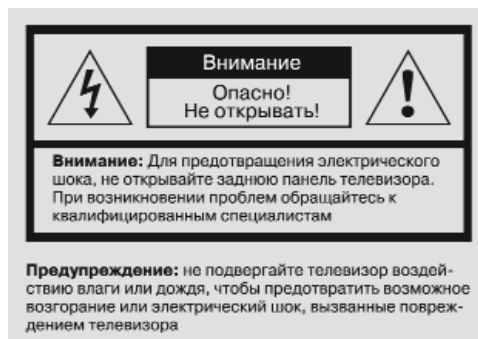 Внимание
Опасно!
Не открывать!
Внимание: Для предотвращения электрического
шока, не открывайте заднюю панель телевизора.
При возникновении проблем обращайтесь к
квалифицированным специалистам
Предупреждение: не подвергайте телевизор воздей-
ствию влаги или дождя, чтобы предотвратить возможное
возгорание или электрический шок, вызванные повреж-
дением телевизора